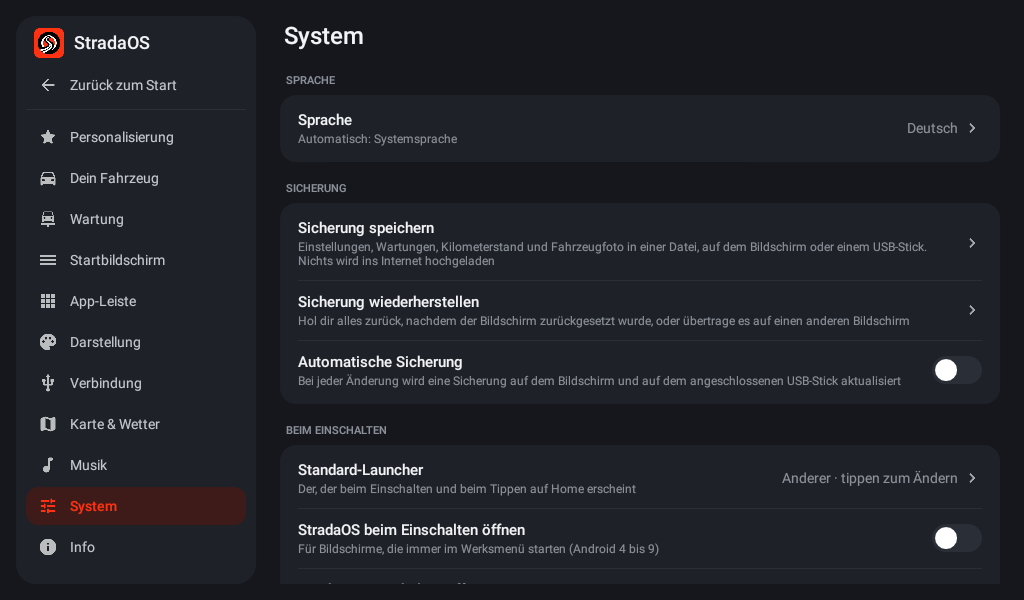 StradaOS
Zurück zum Start
Personalisierung
Dein Fahrzeug
Wartung
Startbildschirm
App-Leiste
Darstellung
Verbindung
Karte & Wetter
Musik
System
Info
System
SPRACHE
Sprache
Automatisch: Systemsprache
Deutsch
SICHERUNG
Sicherung speichern
Einstellungen, Wartungen, Kilometerstand und Fahrzeugfoto in einer Datei, auf dem Bildschirm oder einem USB-Stick.
Nichts wird ins Internet hochgeladen
Sicherung wiederherstellen
Hol dir alles zurück, nachdem der Bildschirm zurückgesetzt wurde, oder übertrage es auf einen anderen Bildschirm
Automatische Sicherung
Bei jeder Änderung wird eine Sicherung auf dem Bildschirm und auf dem angeschlossenen USB-Stick aktualisiert
BEIM EINSCHALTEN
Standard-Launcher
Der, der beim Einschalten und beim Tippen auf Home erscheint
Anderer · tippen zum Ändern
StradaOS beim Einschalten öffnen
Für Bildschirme, die immer im Werksmenü starten (Android 4 bis 9)